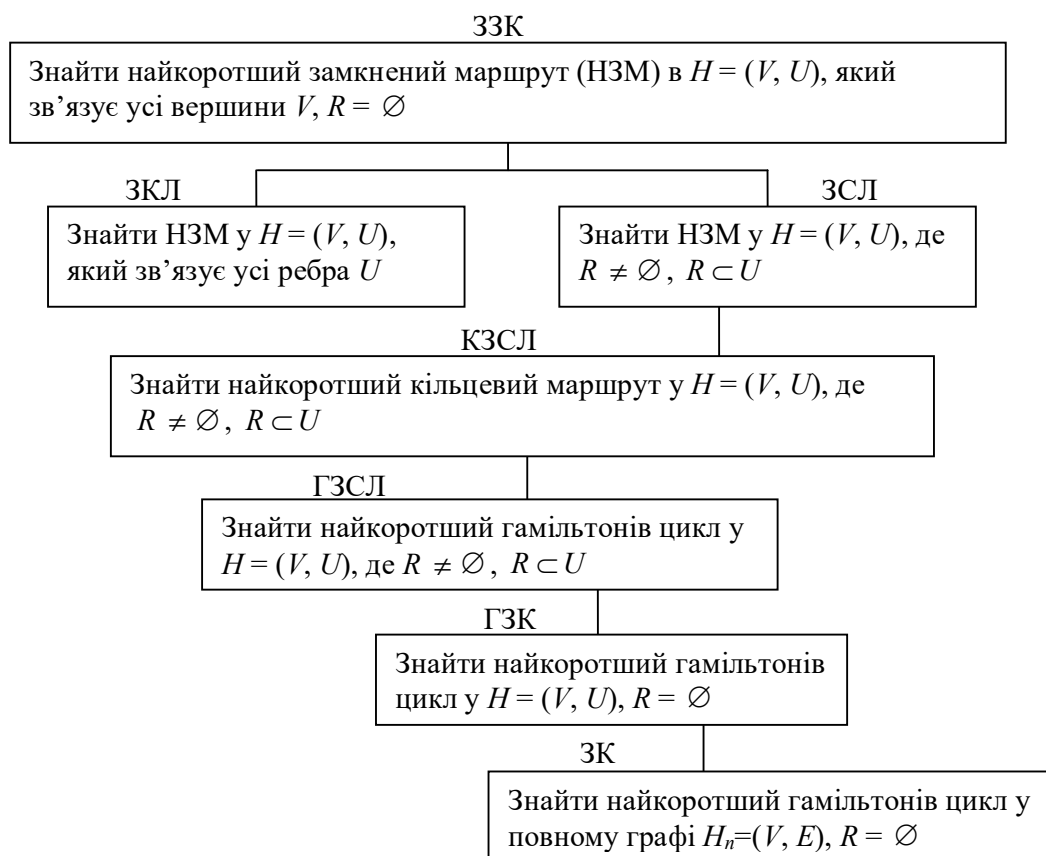 ЗЗК
Знайти найкоротший замкнений маршрут (НЗМ) в H = (V, U), який
зв’язує усі вершини V, R = ∅
ЗКЛ
Знайти НЗМ у H = (V, U),
який зв’язує усі ребра U
ЗСЛ
Знайти НЗМ у H = (V, U), де
R ≠ ∅, R ⊂ U
КЗСЛ
Знайти найкоротший кільцевий маршрут у H = (V, U), де
R ≠ ∅, R ⊂ U
ГЗСЛ
Знайти найкоротший гамільтонів цикл у
H = (V, U), де R ≠ ∅, R ⊂ U
ГЗК
Знайти найкоротший гамільтонів
цикл у H = (V, U), R = ∅
ЗК
Знайти найкоротший гамільтонів цикл у
повному графі Hₙ=(V, E), R = ∅